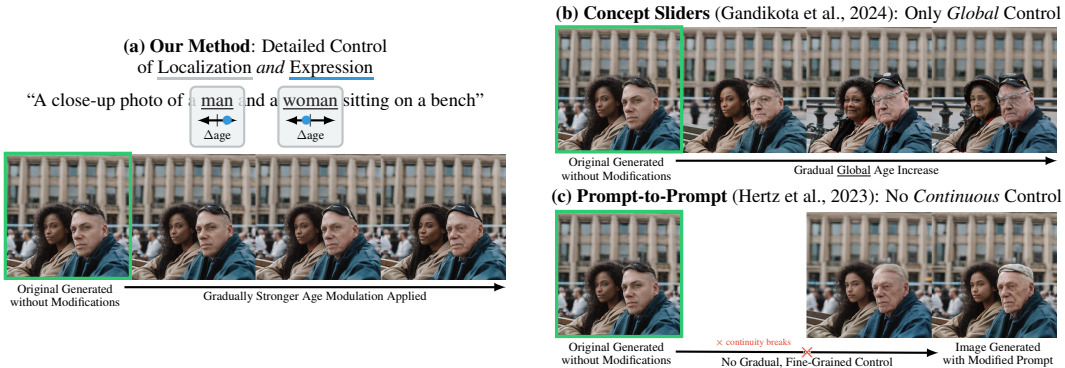 (a) Our Method: Detailed Control
of Localization and Expression
“A close-up photo of a man and a woman sitting on a bench”
Δage
Δage
Original Generated
without Modifications
Gradually Stronger Age Modulation Applied
(b) Concept Sliders (Gandikota et al., 2024): Only Global Control
Original Generated
without Modifications
Gradual Global Age Increase
(c) Prompt-to-Prompt (Hertz et al., 2023): No Continuous Control
Original Generated
without Modifications
× continuity breaks
No Gradual, Fine-Grained Control
Image Generated
with Modified Prompt